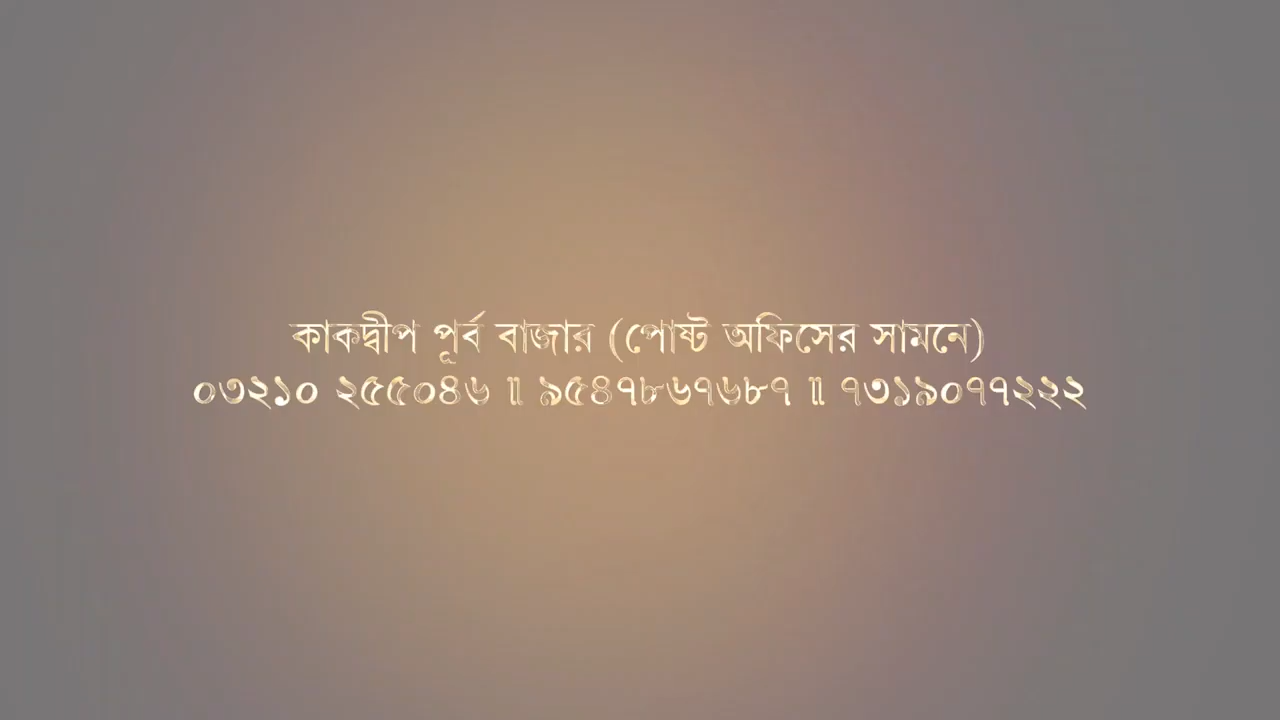 কাকদ্বীপ পূর্ব বাজার (পোষ্ট অফিসের সামনে)
০৩২১০ ২৫৫০৪৬ ॥ ৯৫৪৭৮৬৭৬৮৭ ॥ ৭৩১৯০৭৭২২২